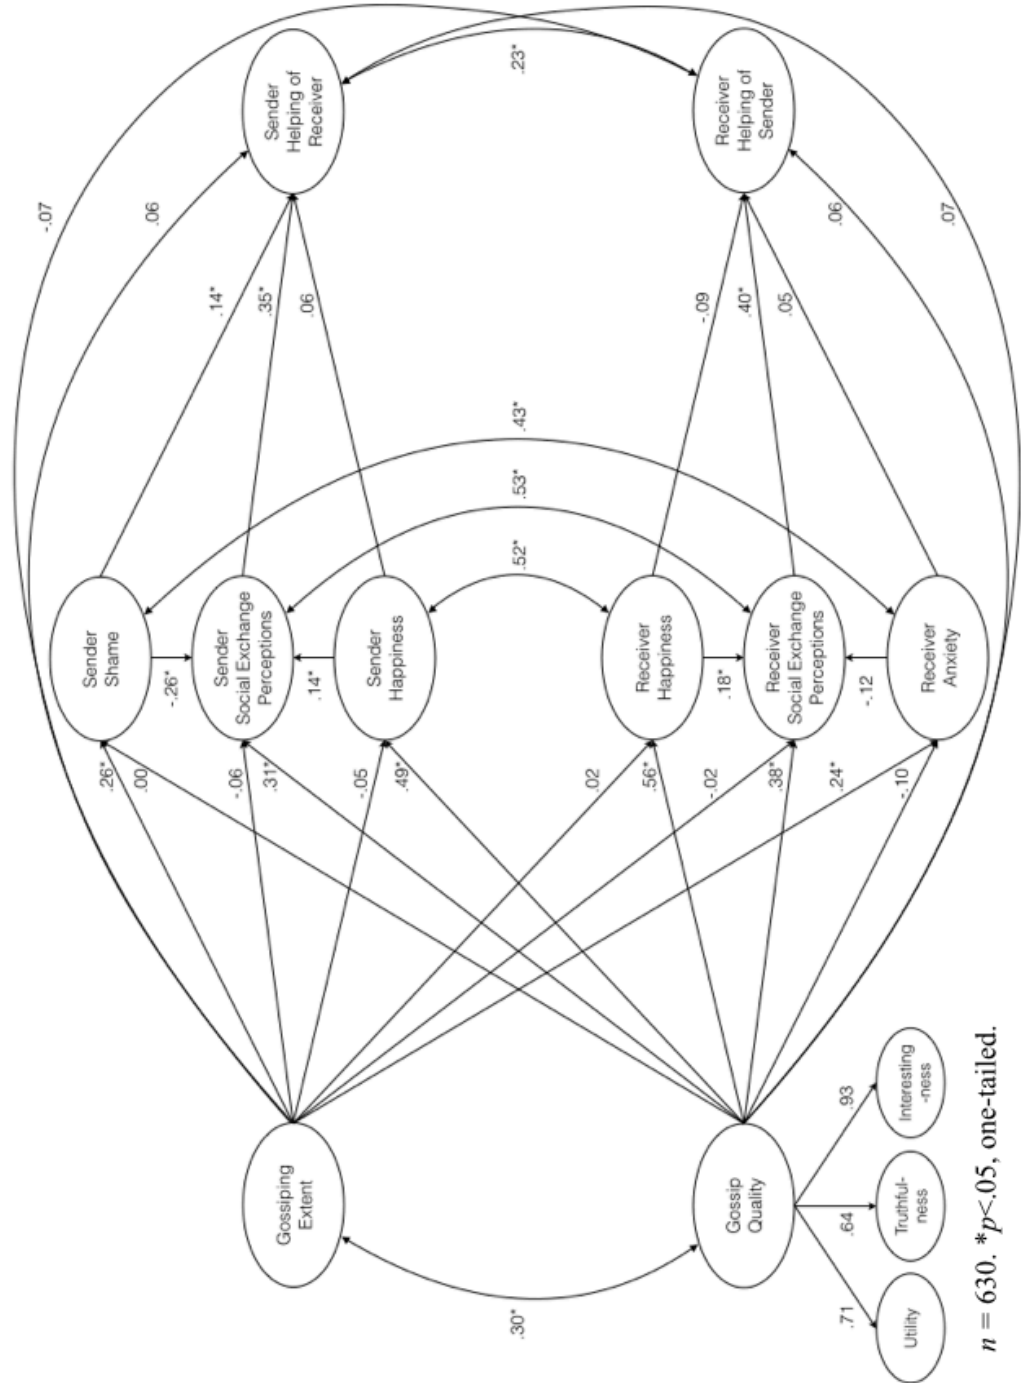 Gossiping
Extent
Gossip
Quality
.30*
.71
.64
.93
Utility
Truthful-
ness
Interesting
-ness
.26*
.00
-.06
.31*
-.05
.49*
.02
.56*
-.02
.38*
.24*
-.10
Sender
Shame
-.26*
Sender
Social Exchange
Perceptions
.14*
Sender
Happiness
Receiver
Happiness
.18*
Receiver
Social Exchange
Perceptions
-.12
Receiver
Anxiety
.52*
.53*
.43*
.14*
.35*
.06
-.09
.40*
.05
-.07
.06
.06
.07
Sender
Helping of
Receiver
.23*
Receiver
Helping of
Sender
n = 630. *p<.05, one-tailed.